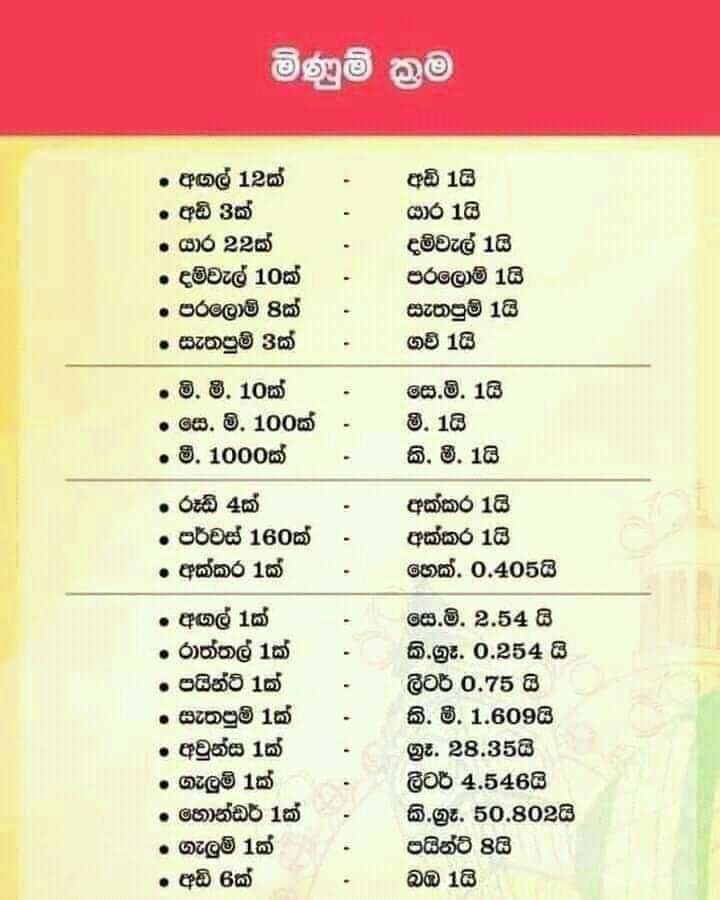 මිණුම් ක්‍රම
• අඟල් 12ක් - අඩි 1යි
• අඩි 3ක් - යාර 1යි
• යාර 22ක් - දම්වැල් 1යි
• දම්වැල් 10ක් - පරලොම් 1යි
• පරලොම් 8ක් - සැතපුම් 1යි
• සැතපුම් 3ක් - ගව් 1යි
• මි. මී. 10ක් - සෙ.මි. 1යි
• සෙ. මි. 100ක් - මී. 1යි
• මී. 1000ක් - කි. මී. 1යි
• රූඩ් 4ක් - අක්කර 1යි
• පර්චස් 160ක් - අක්කර 1යි
• අක්කර 1ක් - හෙක්. 0.405යි
• අඟල් 1ක් - සෙ.මි. 2.54 යි
• රාත්තල් 1ක් - කි.ග්‍රෑ. 0.254 යි
• පයින්ට් 1ක් - ලීටර් 0.75 යි
• සැතපුම් 1ක් - කි. මී. 1.609යි
• අවුන්ස 1ක් - ග්‍රෑ. 28.35යි
• ගැලුම් 1ක් - ලීටර් 4.546යි
• හොන්ඩර් 1ක් - කි.ග්‍රෑ. 50.802යි
• ගැලුම් 1ක් - පයින්ට් 8යි
• අඩි 6ක් - බඹ 1යි